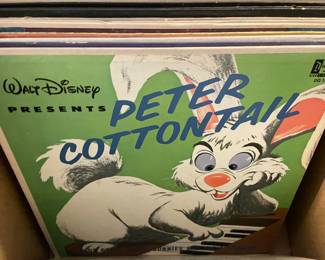 WALT DISNEY
PRESENTS
PETER
COTTONTAIL